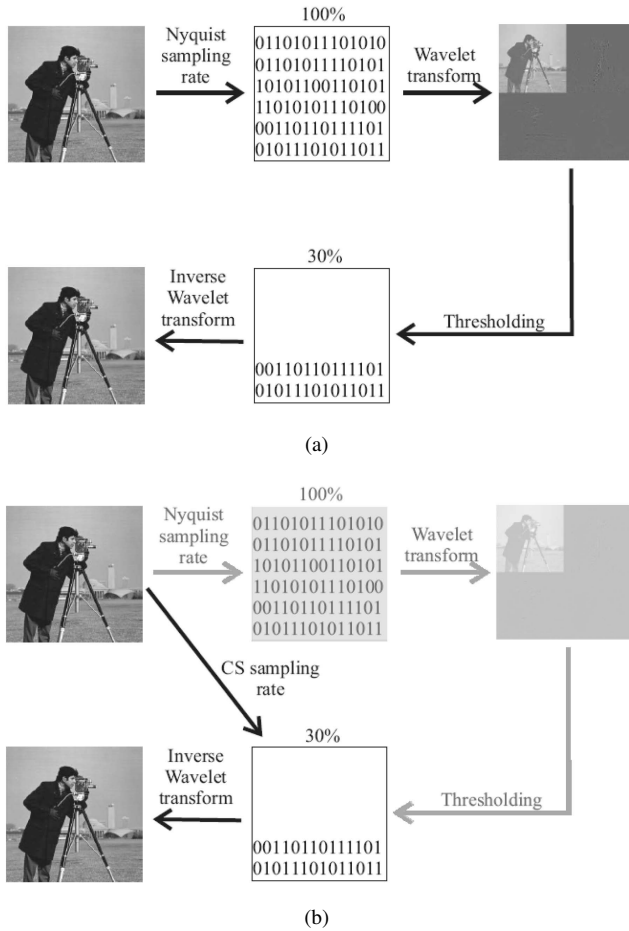 100%
Nyquist
sampling
rate
01101011101010
01101011110101
10101100110101
11010101110100
00110110111101
01011101011011
Wavelet
transform
30%
Inverse
Wavelet
transform
00110110111101
01011101011011
Thresholding
(a)
100%
Nyquist
sampling
rate
01101011101010
01101011110101
10101100110101
11010101110100
00110110111101
01011101011011
Wavelet
transform
CS sampling
rate
30%
Inverse
Wavelet
transform
00110110111101
01011101011011
Thresholding
(b)